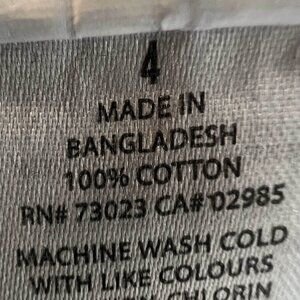 4
MADE IN
BANGLADESH
100% COTTON
RN# 73023 CA# 02985
MACHINE WASH COLD
WITH LIKE COLOURS